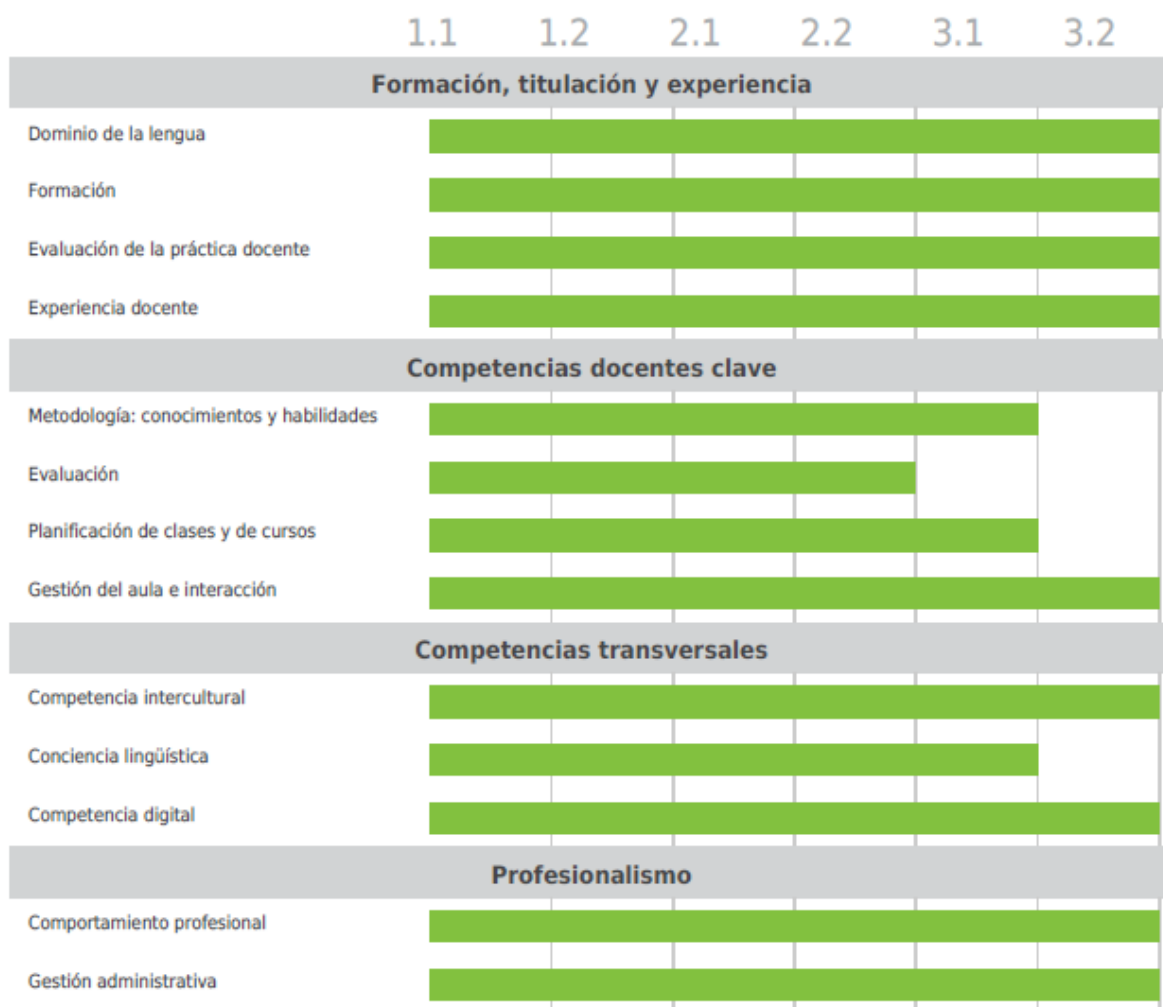 1.1 1.2 2.1 2.2 3.1 3.2
Formación, titulación y experiencia
Dominio de la lengua
Formación
Evaluación de la práctica docente
Experiencia docente
Competencias docentes clave
Metodología: conocimientos y habilidades
Evaluación
Planificación de clases y de cursos
Gestión del aula e interacción
Competencias transversales
Competencia intercultural
Conciencia lingüística
Competencia digital
Profesionalismo
Comportamiento profesional
Gestión administrativa